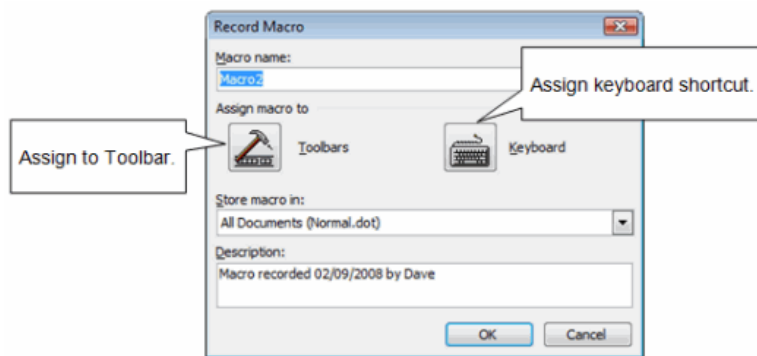 Record Macro
Macro name:
Macro2
Assign keyboard shortcut.
Assign macro to
Assign to Toolbar.
Toolbars
Keyboard
Store macro in:
All Documents (Normal.dot)
Description:
Macro recorded 02/09/2008 by Dave
OK
Cancel